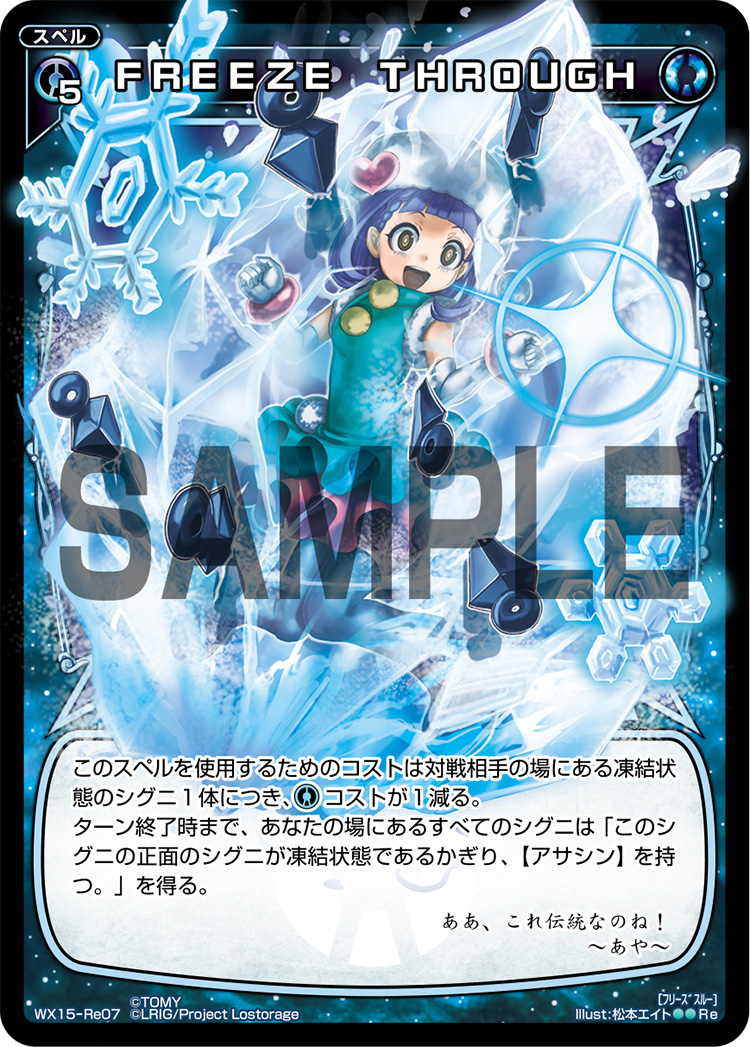 スペル
5
FREEZE THROUGH
SAMPLE
このスペルを使用するためのコストは対戦相手の場にある凍結状
態のシグニ１体につき、コストが１減る。
ターン終了時まで、あなたの場にあるすべてのシグニは「このシ
グニの正面のシグニが凍結状態であるかぎり、【アサシン】を持
つ。」を得る。
ああ、これ伝統なのね！
～あや～
[フリーズスルー]
©TOMY
WX15-Re07 ©LRIG/Project Lostorage
Illust:松本エイト Re